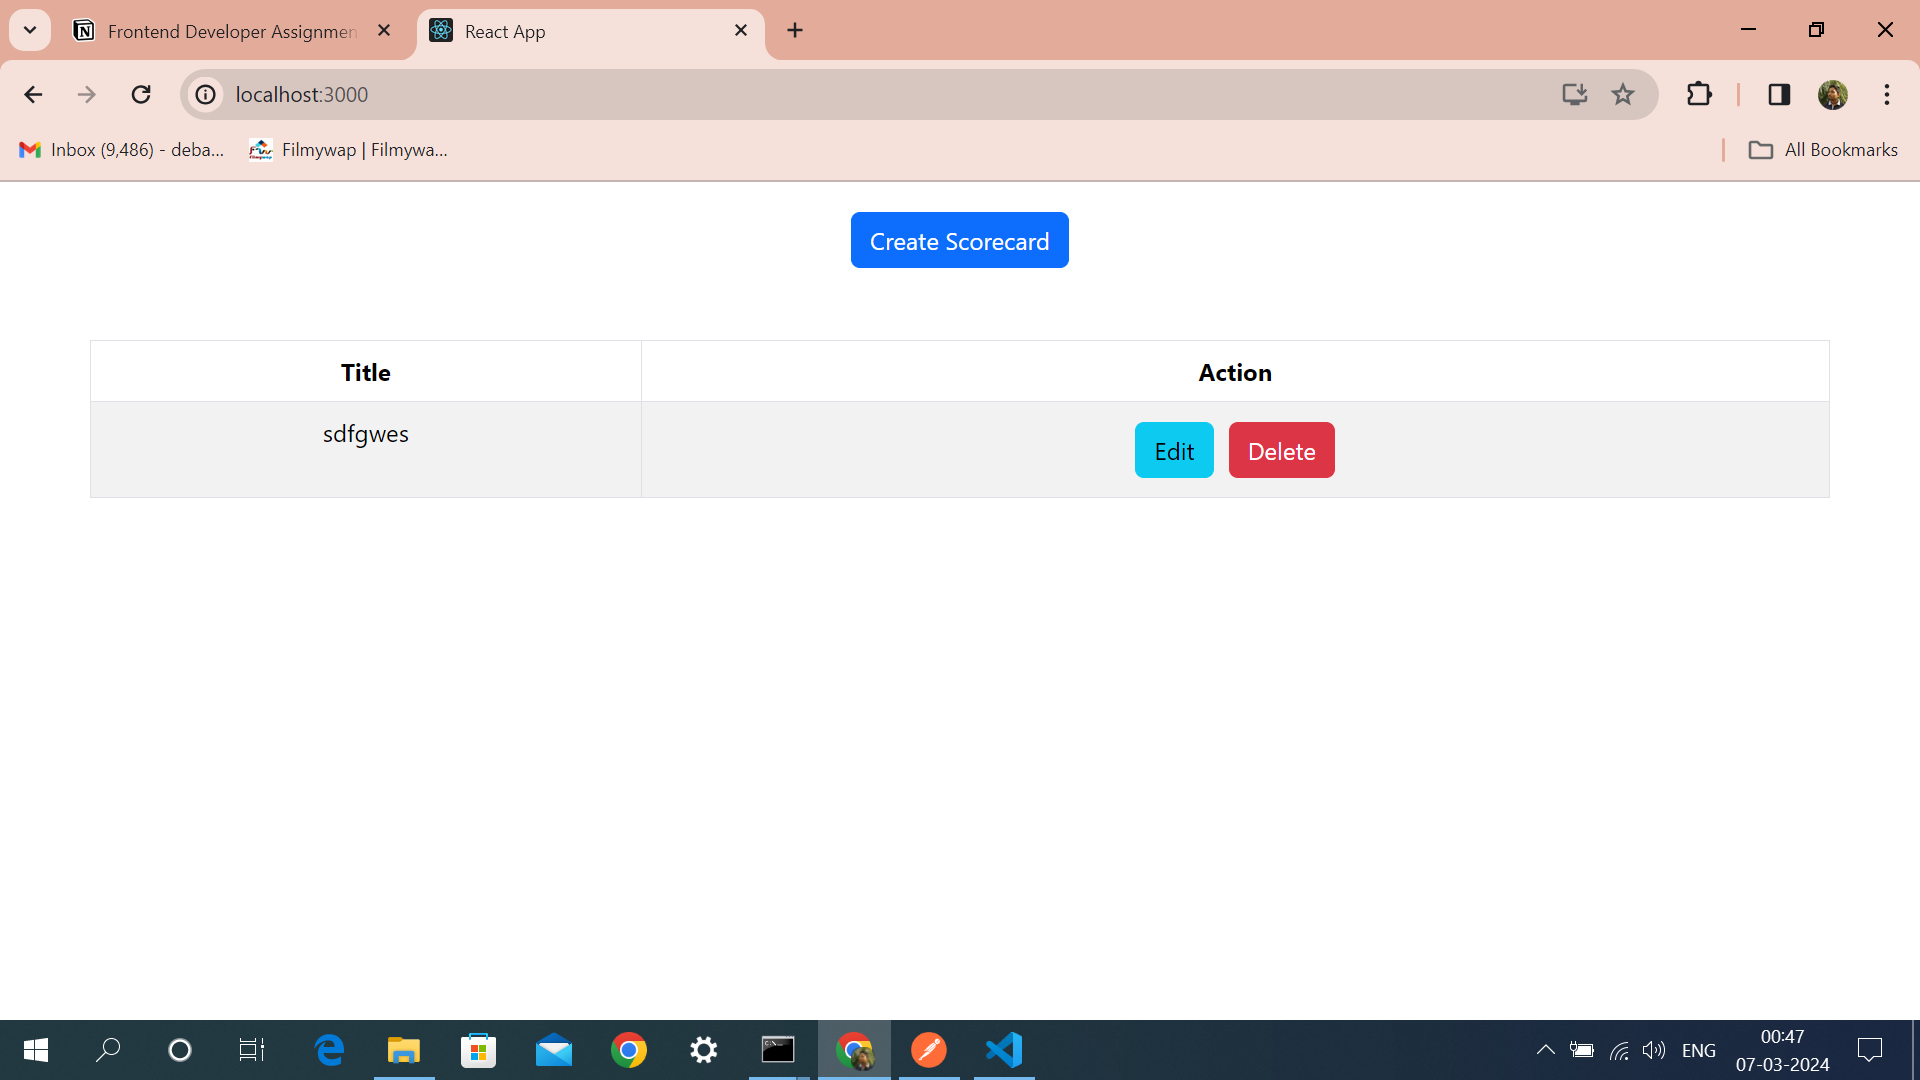 Frontend Developer Assignmen
React App
localhost:3000
Inbox (9,486) - deba...
Filmywap | Filmywa...
All Bookmarks
Create Scorecard
Title
Action
sdfgwes
Edit
Delete
ENG
00:47
07-03-2024